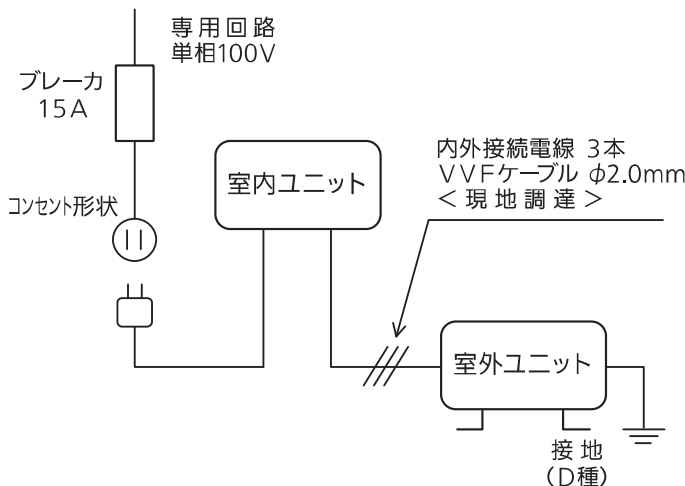 専用回路
単相100V
ブレーカ
15A
コンセント形状
室内ユニット
内外接続電線 3本
VVFケーブル φ2.0mm
<現地調達>
室外ユニット
接地
(D種)